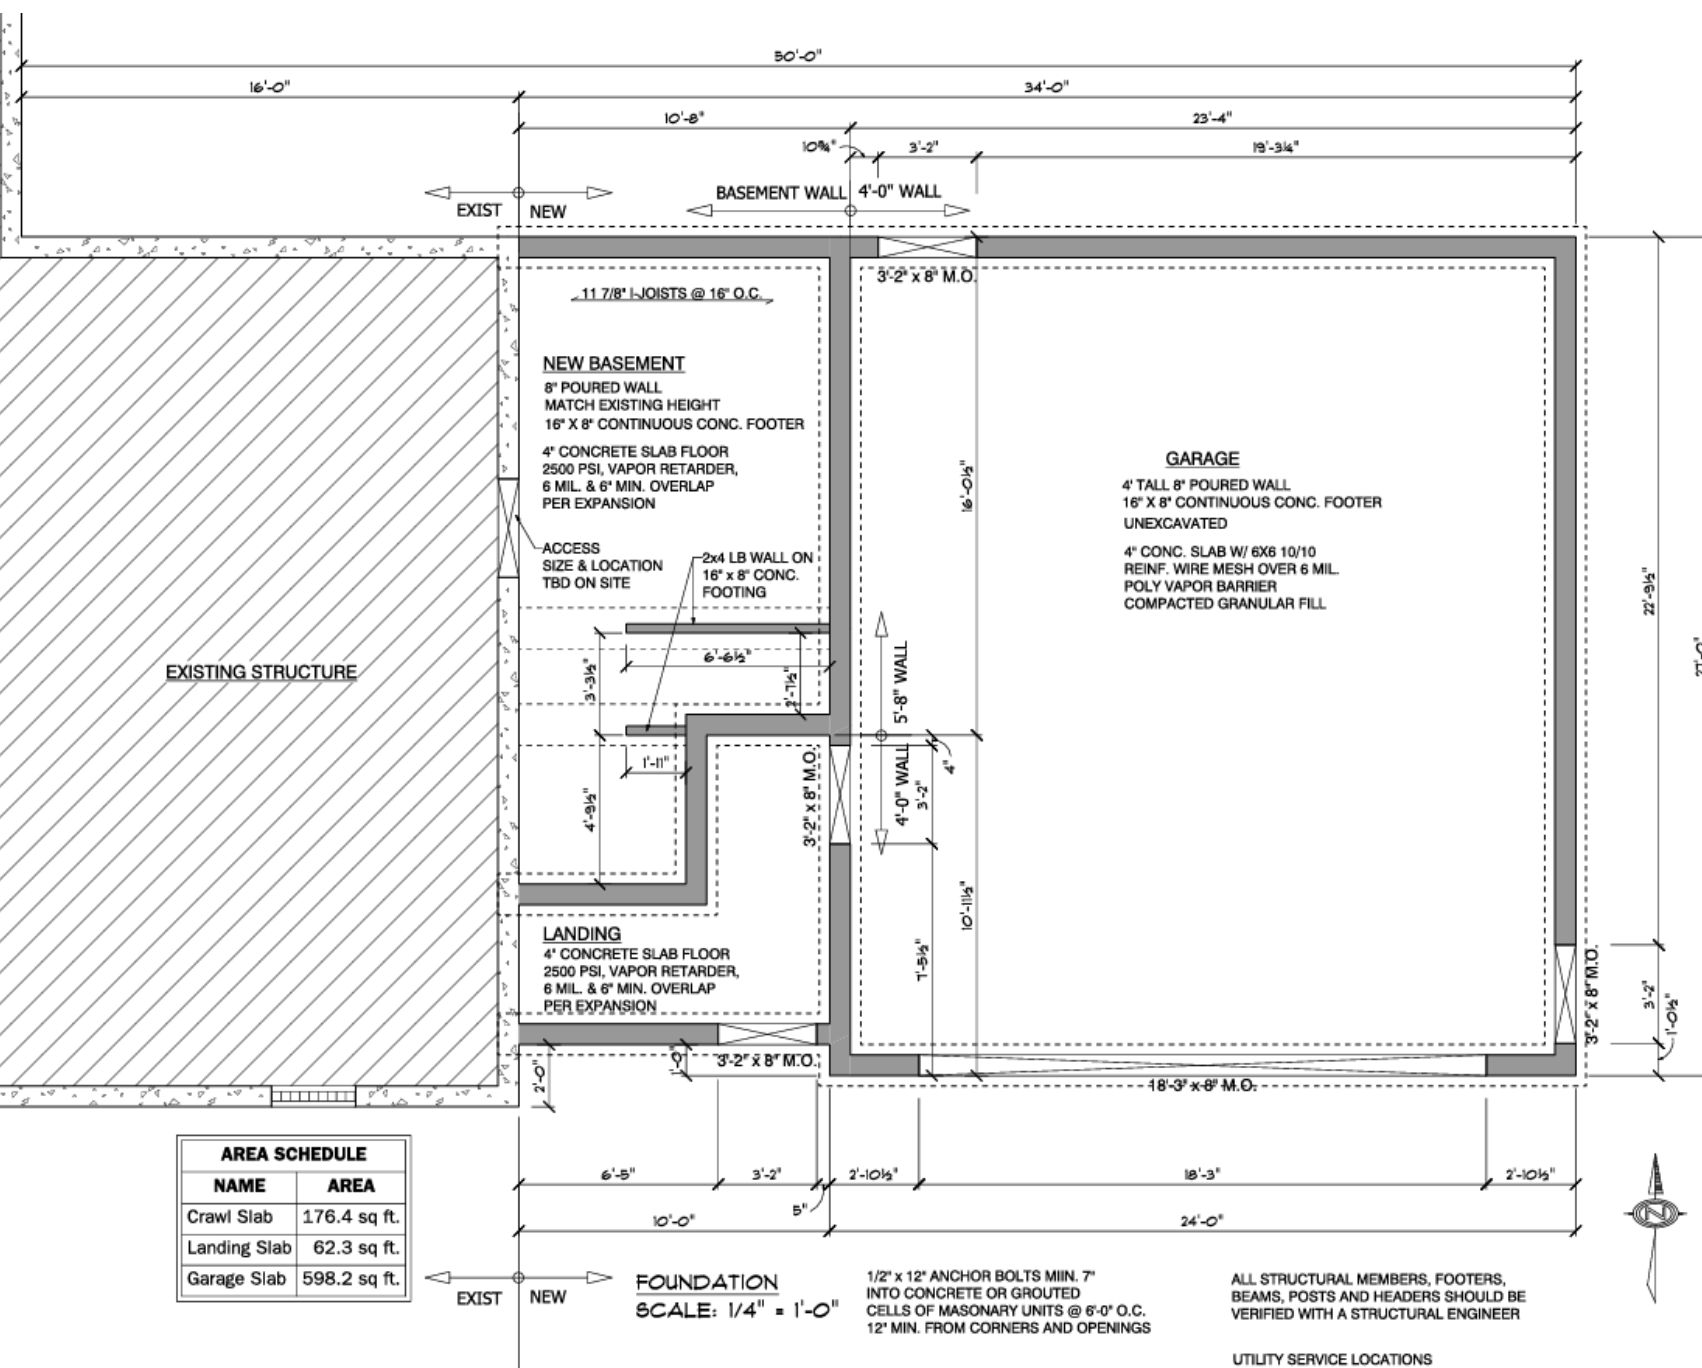 50'-0"
16'-0"
34'-0"
10'-8"
23'-4"
10¾"
3'-2"
19'-3¼"
BASEMENT WALL
4'-0" WALL
EXIST
NEW
3'-2" x 8" M.O.
11 7/8" I-JOISTS @ 16" O.C.
NEW BASEMENT
8" POURED WALL
MATCH EXISTING HEIGHT
16" X 8" CONTINUOUS CONC. FOOTER
4" CONCRETE SLAB FLOOR
2500 PSI, VAPOR RETARDER,
6 MIL. & 6" MIN. OVERLAP
PER EXPANSION
GARAGE
4' TALL 8" POURED WALL
16" X 8" CONTINUOUS CONC. FOOTER
UNEXCAVATED
4" CONC. SLAB W/ 6X6 10/10
REINF. WIRE MESH OVER 6 MIL.
POLY VAPOR BARRIER
COMPACTED GRANULAR FILL
16'-0½"
22'-9½"
27'-0"
ACCESS
SIZE & LOCATION
TBD ON SITE
2x4 LB WALL ON
16" x 8" CONC.
FOOTING
EXISTING STRUCTURE
6'-6½"
3'-3½"
2'-7½"
5'-8" WALL
4'-0" WALL
4"
1'-11"
3'-2" x 8" M.O.
3'-2"
4'-9½"
10'-11½"
7'-5½"
LANDING
4" CONCRETE SLAB FLOOR
2500 PSI, VAPOR RETARDER,
6 MIL. & 6" MIN. OVERLAP
PER EXPANSION
3'-2" x 8" M.O.
3'-2"
1'-0½"
2'-0"
1'-0"
3'-2" x 8" M.O.
18'-3" x 8" M.O.
6'-5"
3'-2"
5"
2'-10½"
18'-3"
2'-10½"
10'-0"
24'-0"
AREA SCHEDULE
NAME AREA
Crawl Slab 176.4 sq ft.
Landing Slab 62.3 sq ft.
Garage Slab 598.2 sq ft.
EXIST
NEW
FOUNDATION
SCALE: 1/4" = 1'-0"
1/2" x 12" ANCHOR BOLTS MIIN. 7"
INTO CONCRETE OR GROUTED
CELLS OF MASONARY UNITS @ 6'-0" O.C.
12" MIN. FROM CORNERS AND OPENINGS
ALL STRUCTURAL MEMBERS, FOOTERS,
BEAMS, POSTS AND HEADERS SHOULD BE
VERIFIED WITH A STRUCTURAL ENGINEER
UTILITY SERVICE LOCATIONS
N